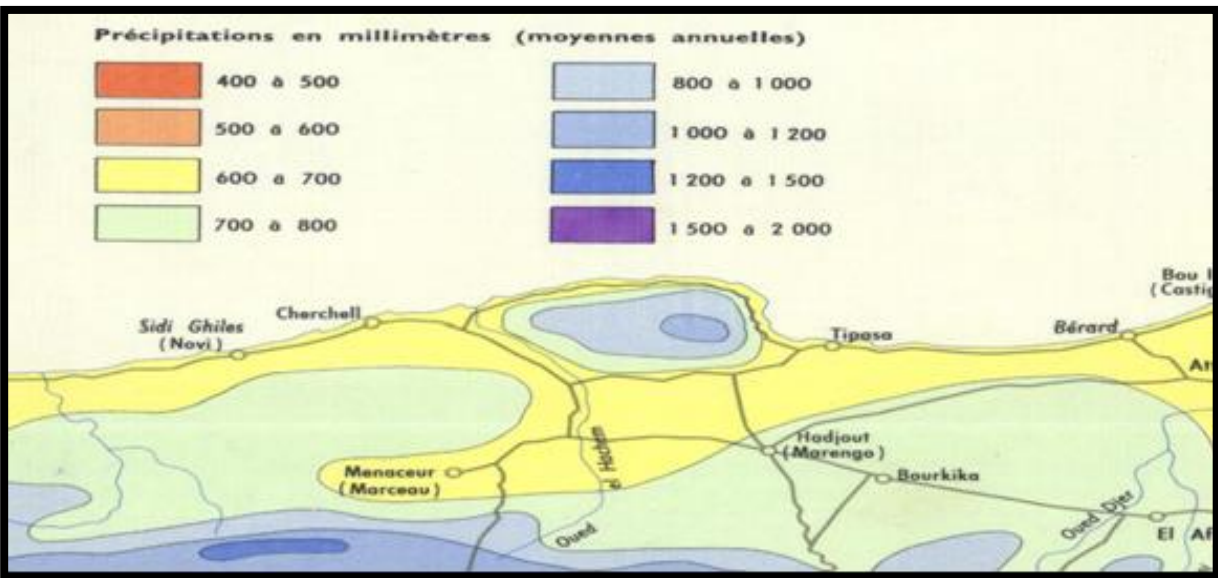 Précipitations en millimètres (moyennes annuelles)
400 à 500
500 à 600
600 à 700
700 à 800
800 à 1 000
1 000 à 1 200
1 200 à 1 500
1 500 à 2 000
Bou
(Castig
Cherchell
Sidi Ghiles
(Novi)
Tipasa
Bérard
Hadjout
(Marengo)
Menaceur
(Marceau)
Bourkika
Oued el Hachem
Oued Djer
El Af